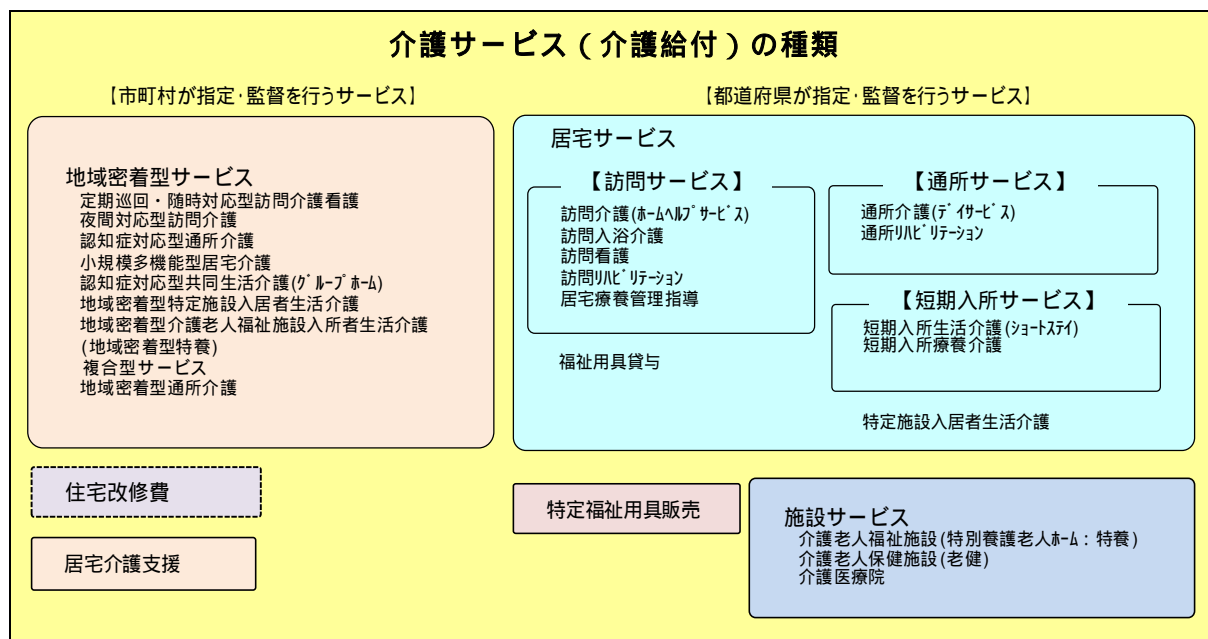 介護サービス(介護給付)の種類
【市町村が指定･監督を行うサービス】
地域密着型サービス
定期巡回・随時対応型訪問介護看護
夜間対応型訪問介護
認知症対応型通所介護
小規模多機能型居宅介護
認知症対応型共同生活介護(ｸﾞﾙｰﾌﾟﾎｰﾑ)
地域密着型特定施設入居者生活介護
地域密着型介護老人福祉施設入所者生活介護
(地域密着型特養)
複合型サービス
地域密着型通所介護
住宅改修費
居宅介護支援
【都道府県が指定･監督を行うサービス】
居宅サービス
【訪問サービス】
訪問介護(ﾎｰﾑﾍﾙﾌﾟｻｰﾋﾞｽ)
訪問入浴介護
訪問看護
訪問ﾘﾊﾋﾞﾘﾃｰｼｮﾝ
居宅療養管理指導
福祉用具貸与
【通所サービス】
通所介護(ﾃﾞｲｻｰﾋﾞｽ)
通所ﾘﾊﾋﾞﾘﾃｰｼｮﾝ
【短期入所サービス】
短期入所生活介護(ｼｮｰﾄｽﾃｲ)
短期入所療養介護
特定施設入居者生活介護
特定福祉用具販売
施設サービス
介護老人福祉施設(特別養護老人ﾎｰﾑ：特養)
介護老人保健施設(老健)
介護医療院